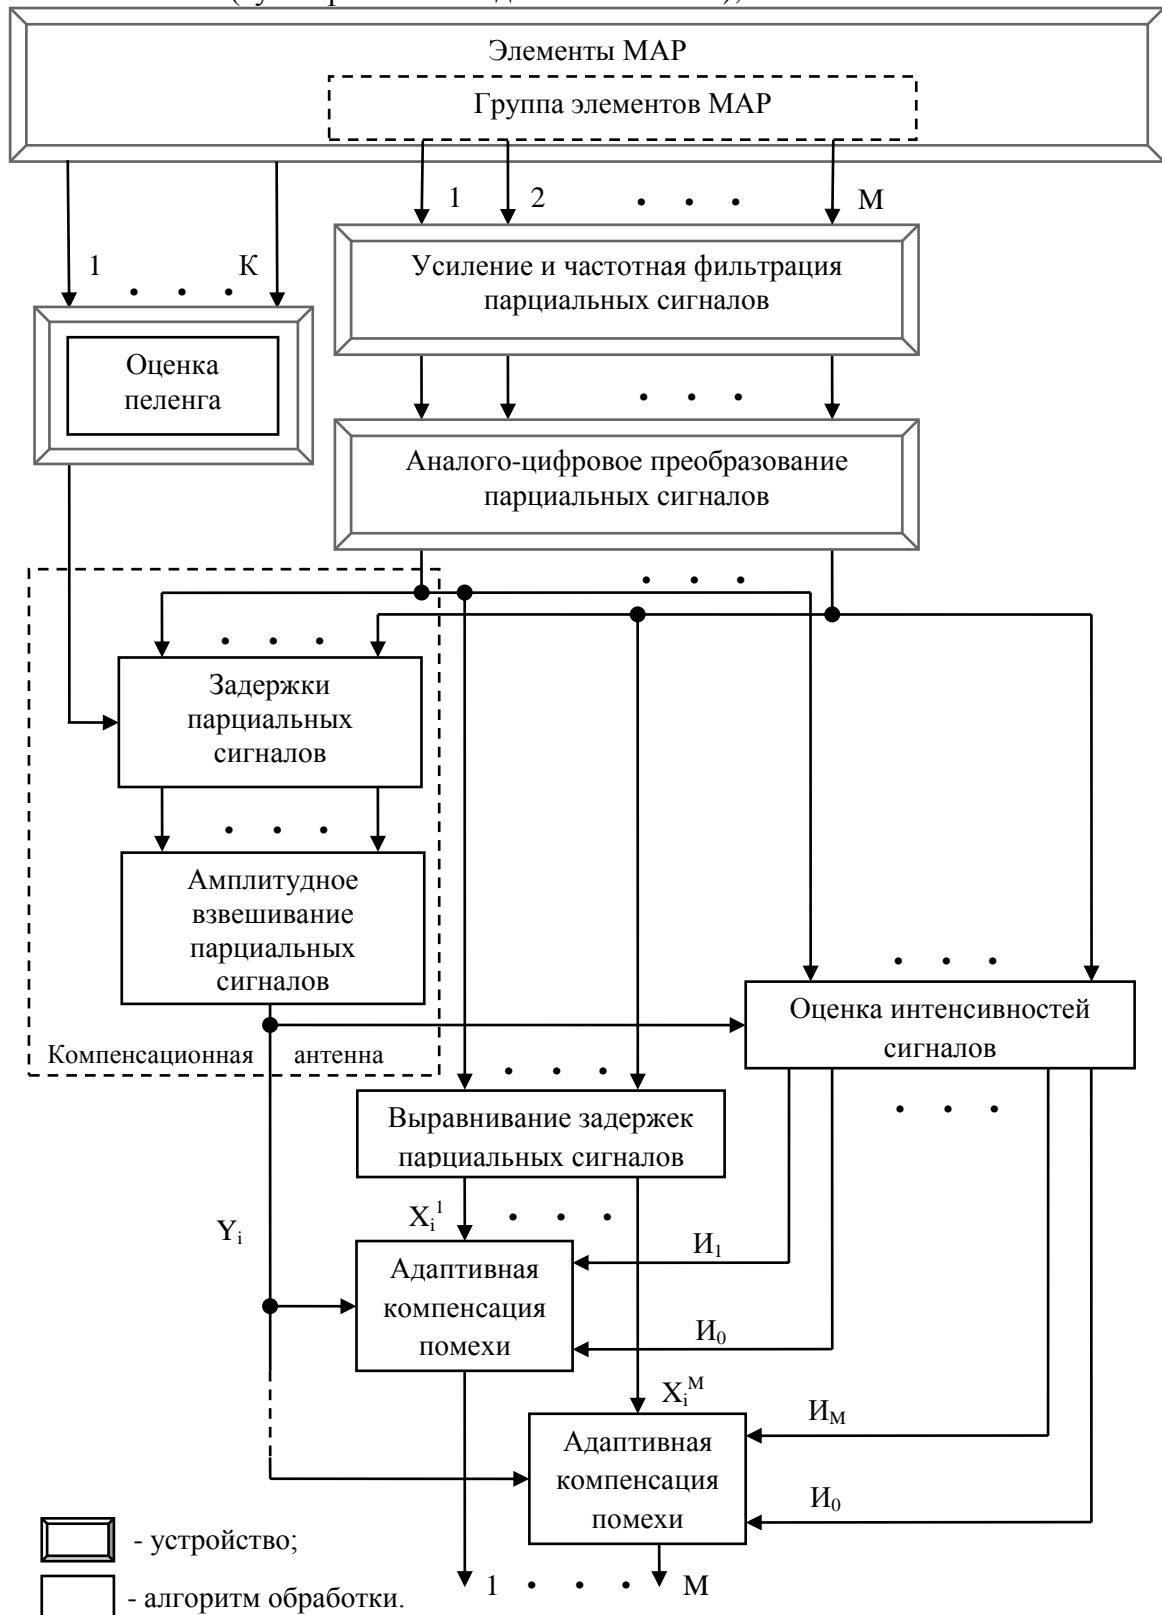 Элементы МАР
Группа элементов МАР
1 2 М
1 К
Усиление и частотная фильтрация
парциальных сигналов
Оценка
пеленга
Аналого-цифровое преобразование
парциальных сигналов
Задержки
парциальных
сигналов
Амплитудное
взвешивание
парциальных
сигналов
Компенсационная антенна
Оценка интенсивностей
сигналов
Выравнивание задержек
парциальных сигналов
Yi
Xi1
И1
Адаптивная
компенсация
помехи
И0
XiМ
ИМ
Адаптивная
компенсация
помехи
И0
- устройство;
1 М
- алгоритм обработки.